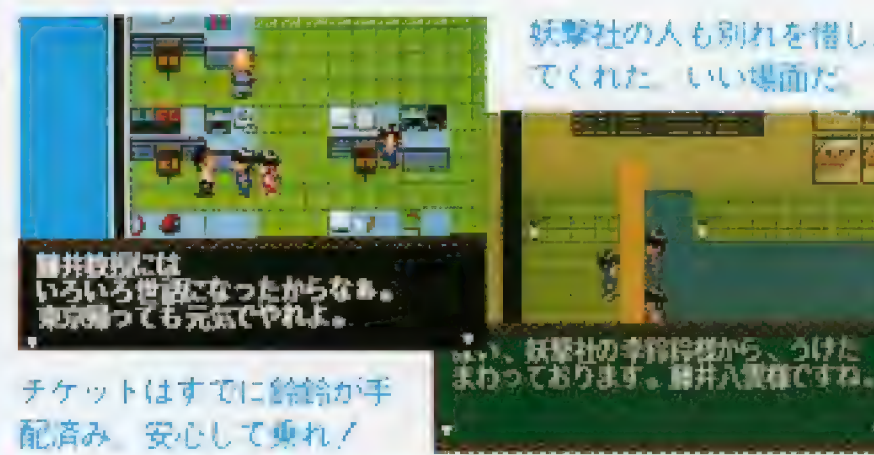 妖撃社の人も別れを惜し
てくれた。いい場面だ。
藤井教授には
いろいろ世話になったからなぁ。
東京帰っても元気でやれよ。
はい、妖撃社の李鈴鈴様から、うけた
まわっております。藤井八雲様ですね。
チケットはすでに鈴鈴が手
配済み。安心して乗れ!